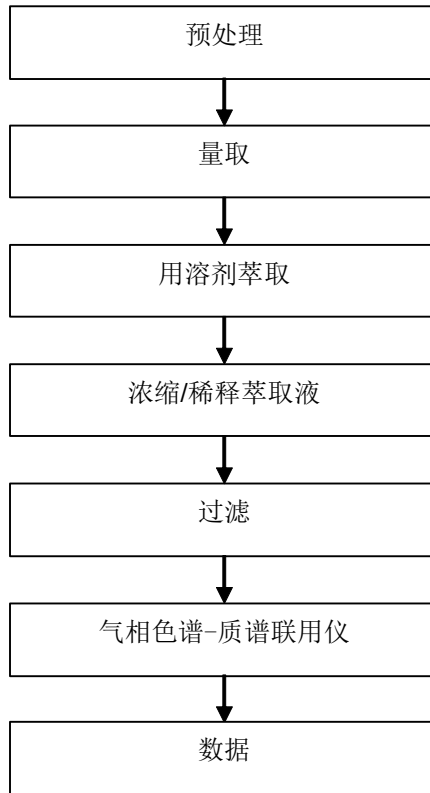 预处理
量取
用溶剂萃取
浓缩/稀释萃取液
过滤
气相色谱-质谱联用仪
数据